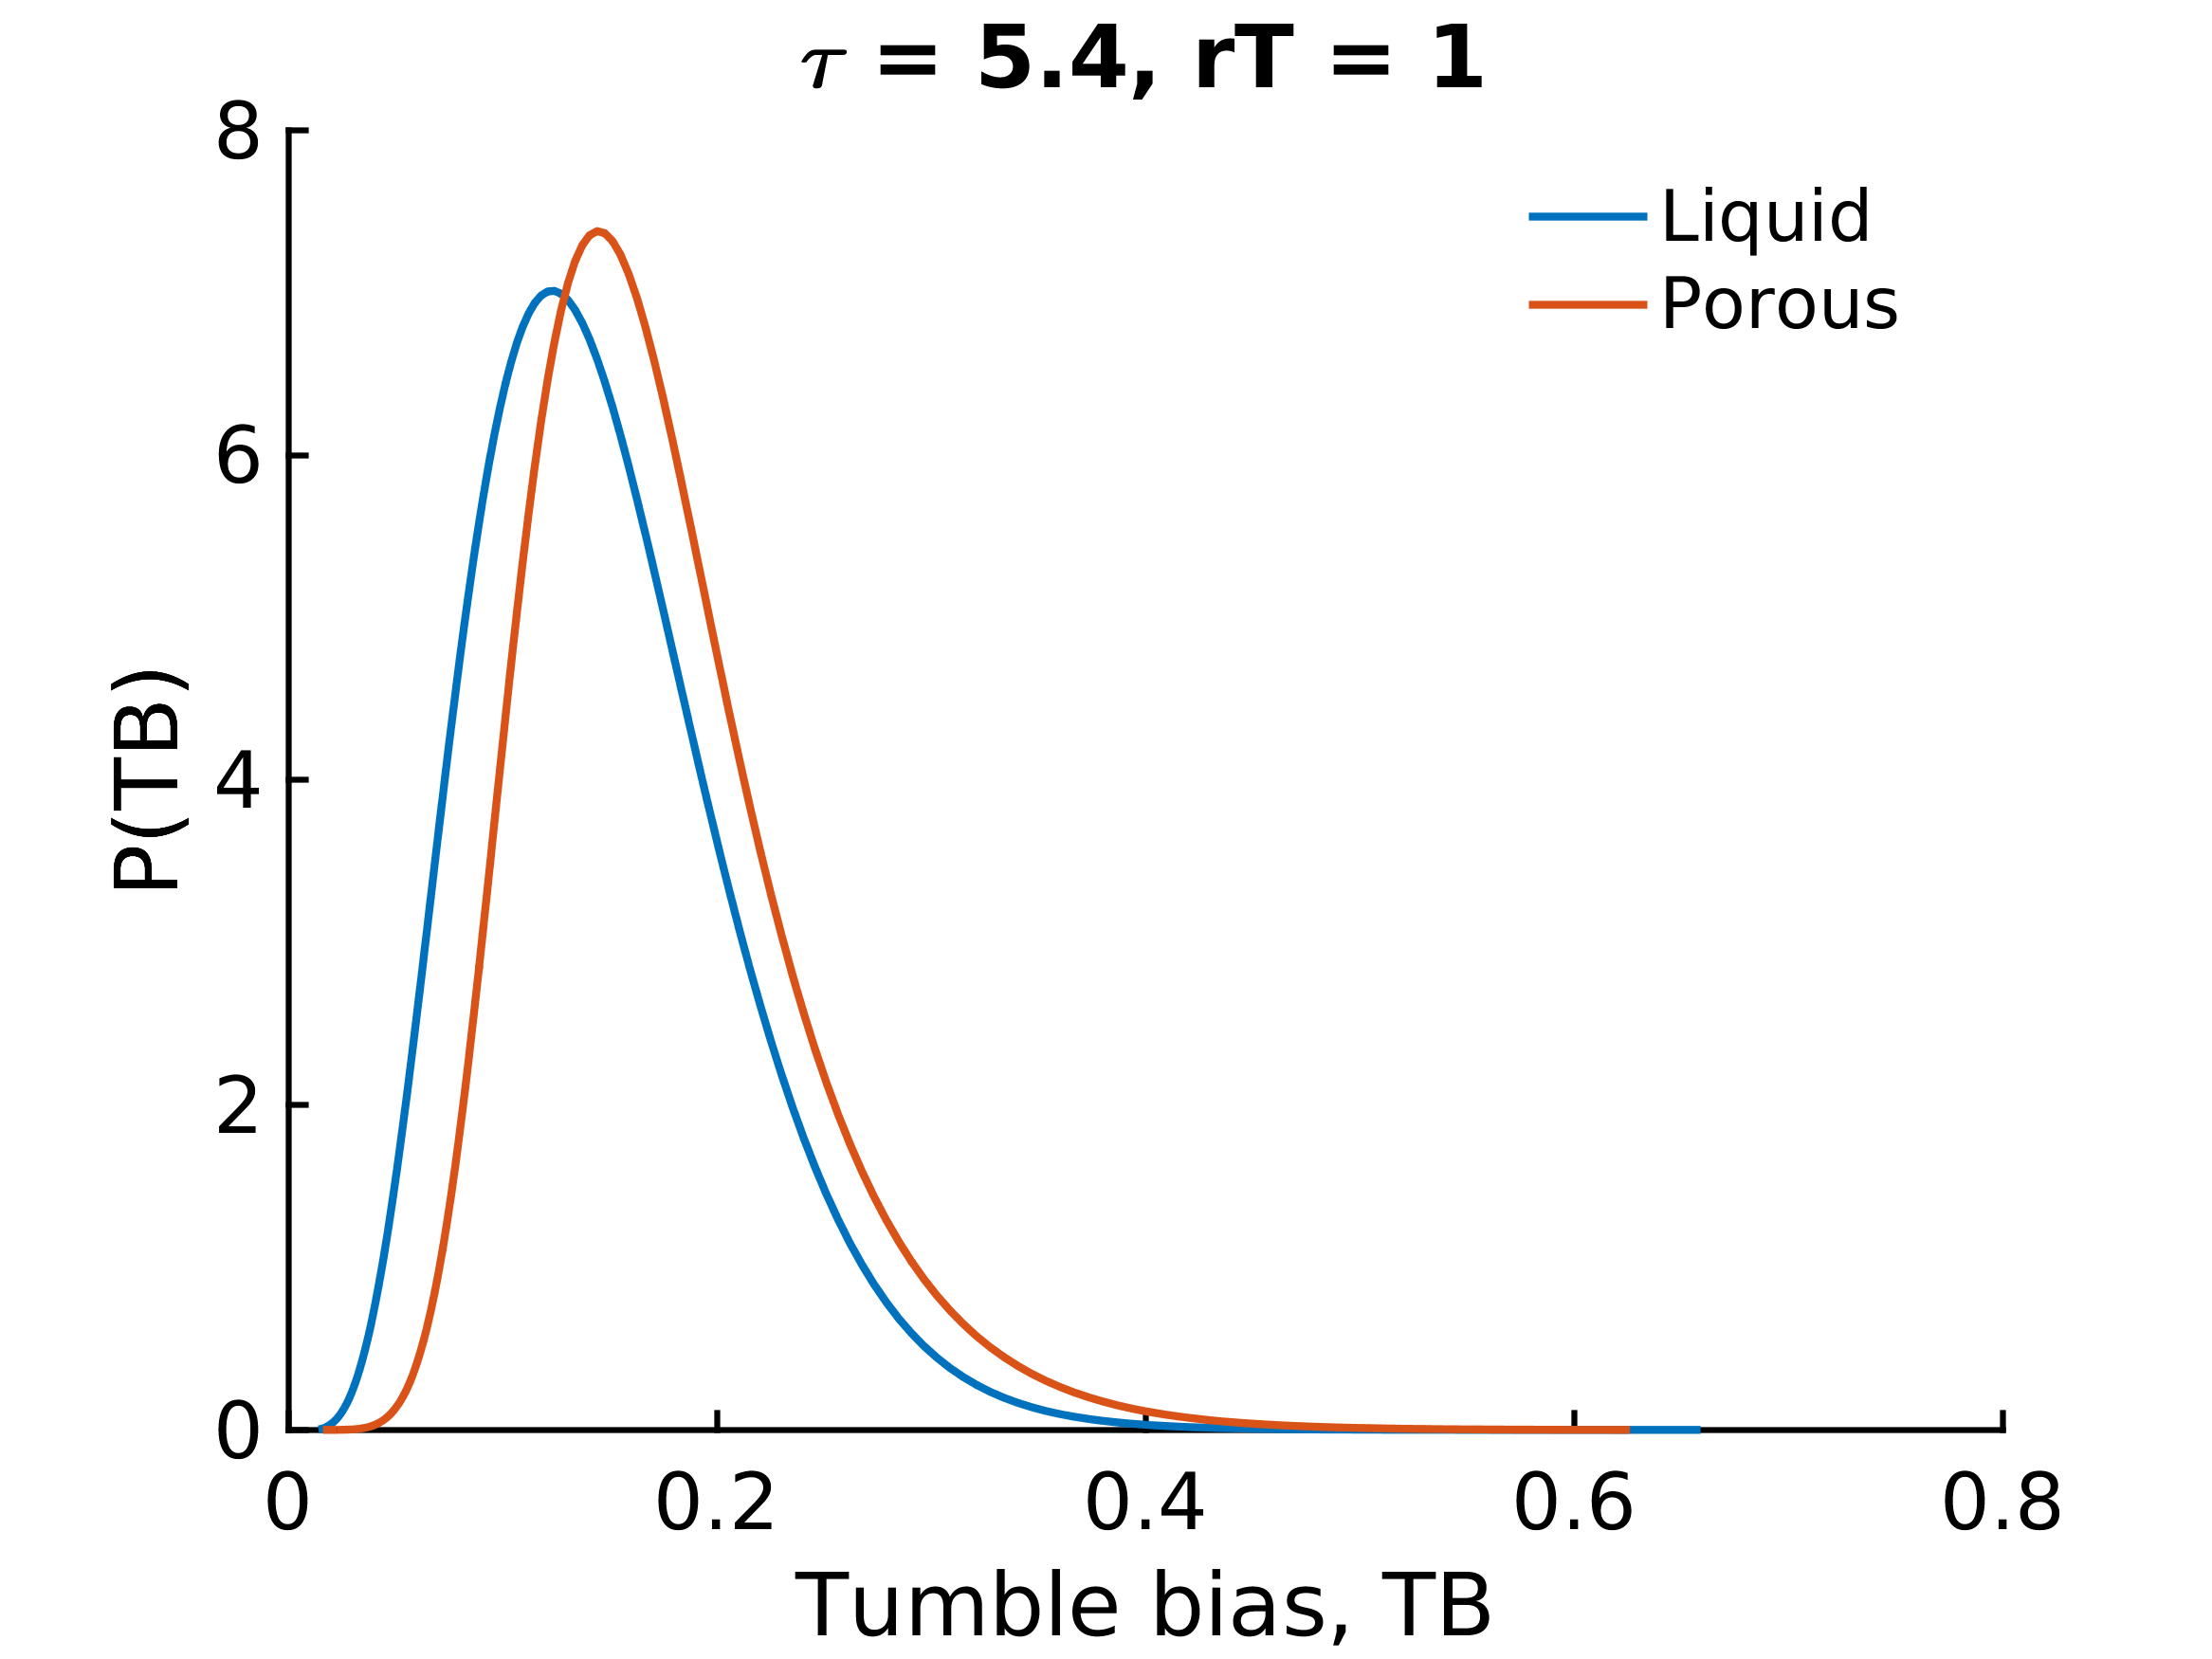 τ = 5.4, rT = 1
8
6
4
2
0
P(TB)
Liquid
Porous
0 0.2 0.4 0.6 0.8
Tumble bias, TB